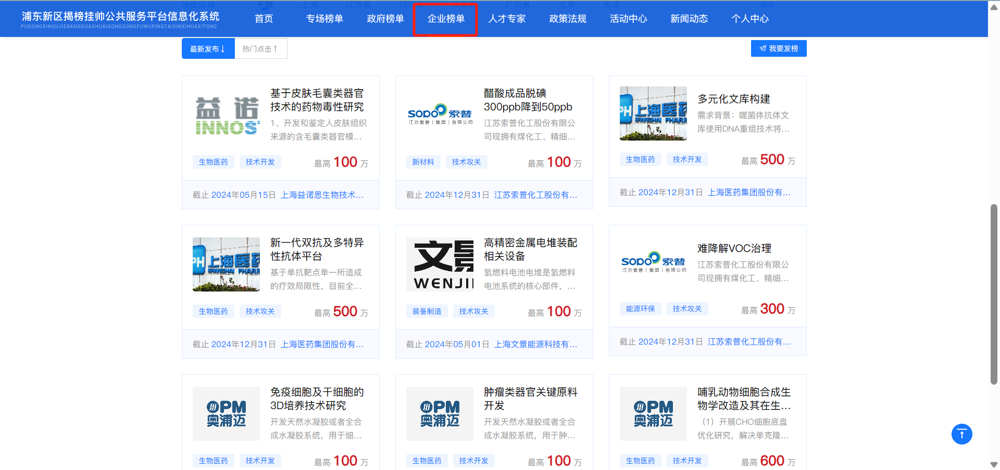 所在区域 不限 上海 江苏省 四川 湖北省 广东省 北京 天津 展开
浦东新区揭榜挂帅公共服务平台信息化系统
PUDONGXINQUJIEBANGGUASHUAIGONGGONGFUWUPINGTAIXINXIHUAXITONG
首页 专场榜单 政府榜单 企业榜单 人才专家 政策法规 活动中心 新闻动态 个人中心
最新发布↓ 热门点击↑
我要发榜
益 诺
INNOS
基于皮肤毛囊类器官
技术的药物毒性研究
1、开发和鉴定人皮肤组织
来源的含毛囊类器官模...
生物医药 技术开发 最高 100 万
截止 2024年05月15日 上海益诺思生物技术...
SOPO 索普
江苏索普（集团）有限公司
醋酸成品脱碘
300ppb降到50ppb
江苏索普化工股份有限公
司现拥有煤化工、精细...
新材料 技术攻关 最高 100 万
截止 2024年12月31日 江苏索普化工股份有...
PH 上海医药
SHANGHAI PHARM
多元化文库构建
需求背景：噬菌体抗体文
库使用DNA重组技术将...
生物医药 技术开发 最高 500 万
截止 2024年12月31日 上海医药集团股份有...
PH 上海医药
SHANGHAI PHARM
新一代双抗及多特异
性抗体平台
基于单抗靶点单一所造成
的疗效局限性，目前全...
生物医药 技术攻关 最高 500 万
截止 2024年12月31日 上海医药集团股份有...
文景
WENJI
高精密金属电堆装配
相关设备
氢燃料电池电堆是氢燃料
电池系统的核心部件，...
装备制造 技术攻关 最高 100 万
截止 2024年05月01日 上海文景能源科技有...
SOPO 索普
江苏索普（集团）有限公司
难降解VOC治理
江苏索普化工股份有限公
司现拥有煤化工、精细...
能源环保 技术攻关 最高 300 万
截止 2024年12月31日 江苏索普化工股份有...
OPM
奥浦迈
免疫细胞及干细胞的
3D培养技术研究
开发天然水凝胶或者全合
成水凝胶系统，用于细...
生物医药 技术开发 最高 100 万
OPM
奥浦迈
肿瘤类器官关键原料
开发
开发天然水凝胶或者全合
成水凝胶系统，用于肿...
生物医药 技术开发 最高 100 万
OPM
奥浦迈
哺乳动物细胞合成生
物学改造及其在生...
（1）开展CHO细胞底盘
优化研究，解决单克隆...
生物医药 技术开发 最高 600 万